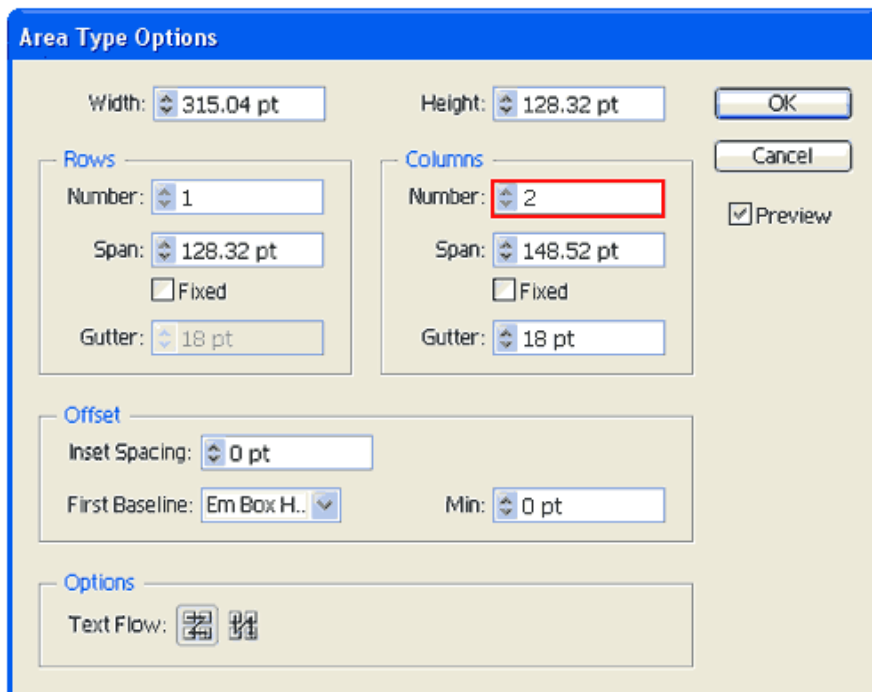 Area Type Options
Width: 315.04 pt Height: 128.32 pt OK
Rows Columns Cancel
Number: 1 Number: 2 Preview
Span: 128.32 pt Span: 148.52 pt
Fixed Fixed
Gutter: 18 pt Gutter: 18 pt
Offset
Inset Spacing: 0 pt
First Baseline: Em Box H.. Min: 0 pt
Options
Text Flow: